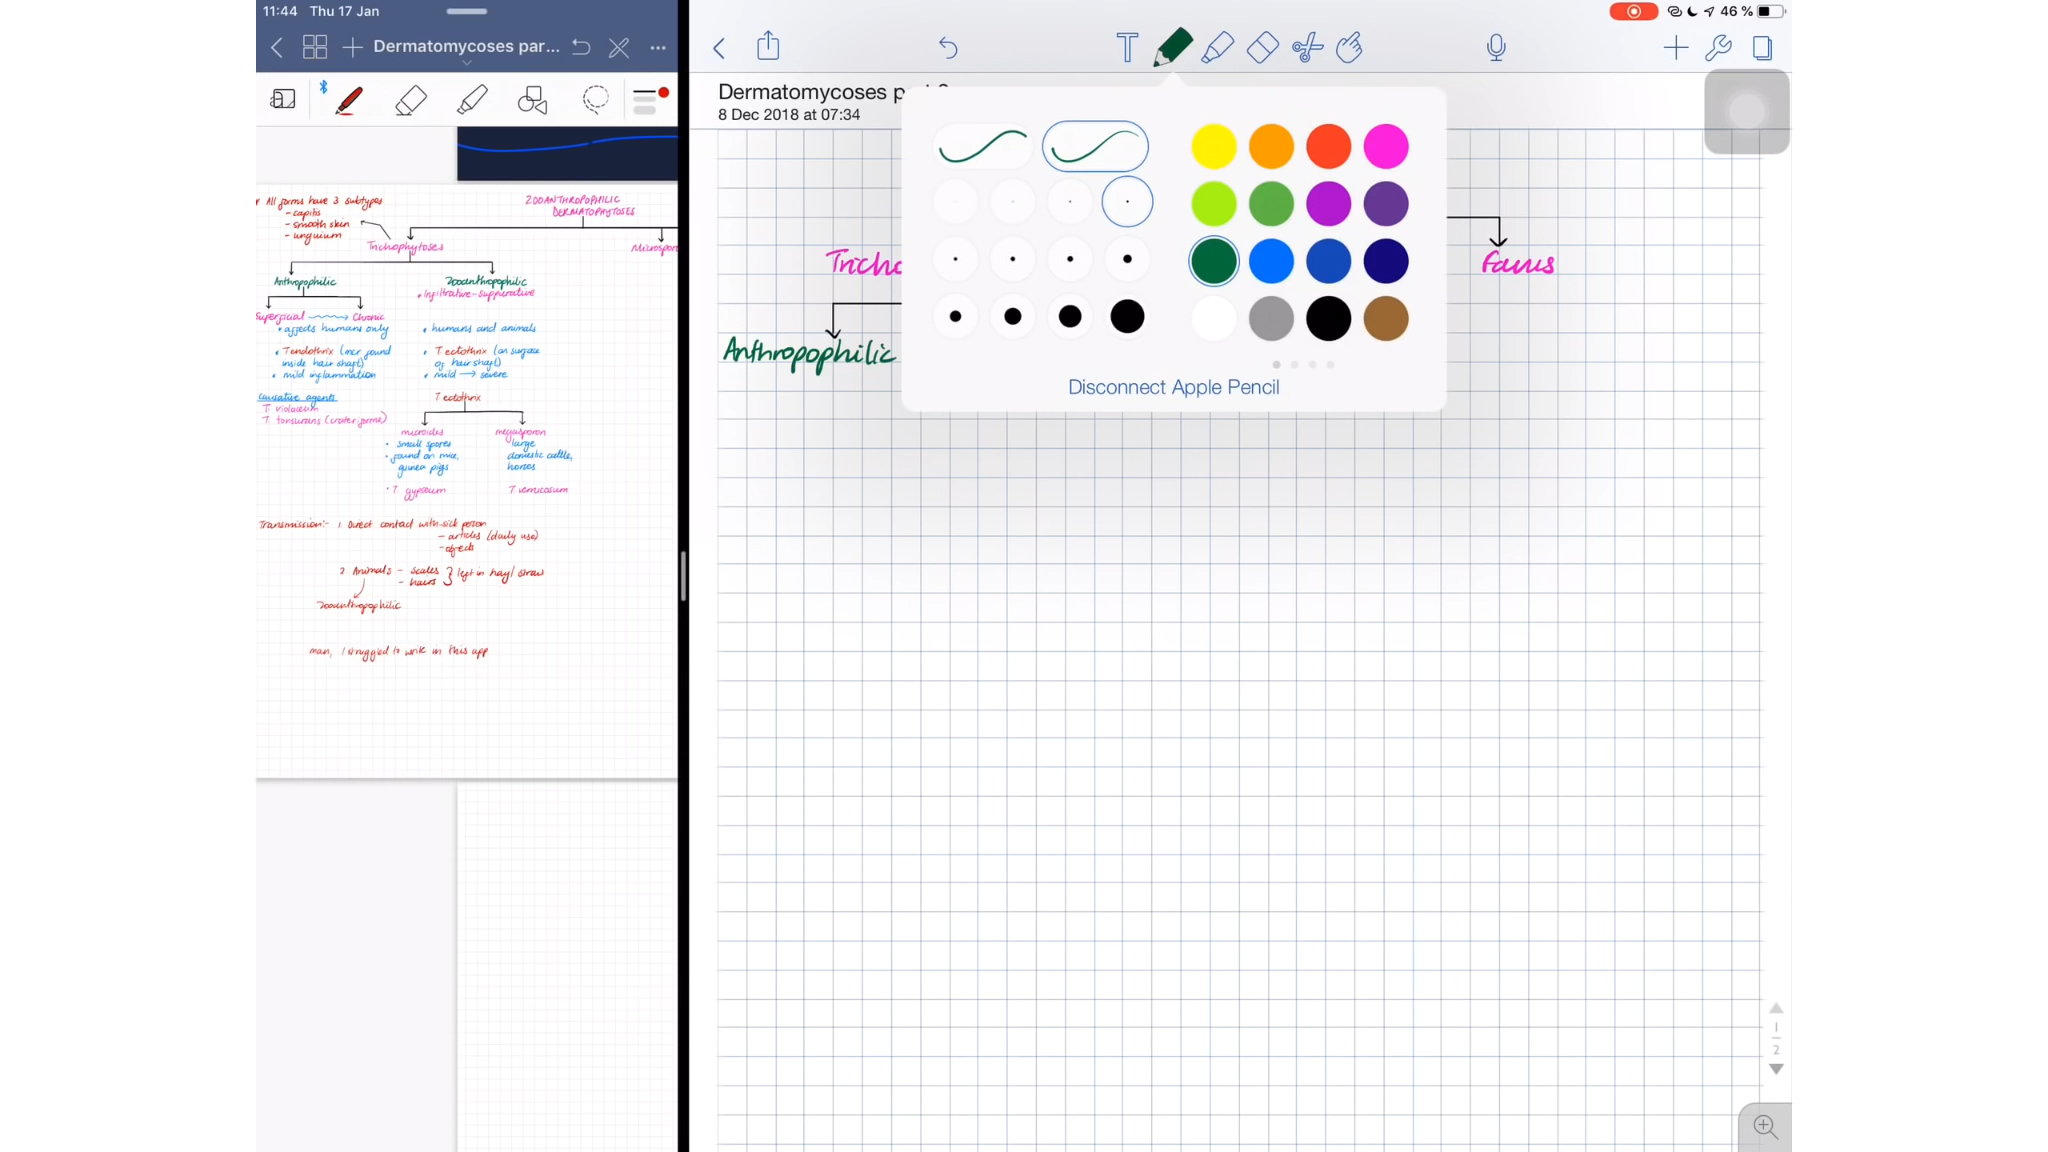 11:44 Thu 17 Jan
46 %
Dermatomycoses par...
All forms have 3 subtypes
- capitis
- smooth skin
- unguium
ZOOANTHROPOPHILIC
DERMATOPHYTOSES
Trichophytoses
Microspor
Anthropophilic
Zooanthropophilic
• Infiltrative-suppurative
Superficial
Chronic
• affects humans only
• T endothrix (incr found
inside hair shaft)
• mild inflammation
• humans and animals
• T ectothrix (on surface
of hair shaft)
• mild → severe
Causative agents
T. violaceum
T. tonsurans (crater forms)
T ectothrix
microides
• small spores
• found on mice,
guinea pigs
• T gypseum
megasporon
large
domestic cattle,
horses
T. verrucosum
Transmission:- 1 Direct contact with sick person
- articles (daily use)
- objects
2 Animals - scales
- hairs } left in hay/ straw
Zooanthropophilic
man, I struggled to write in this app
Dermatomycoses p
8 Dec 2018 at 07:34
Tricho
Anthropophilic
Favus
Disconnect Apple Pencil
1
2